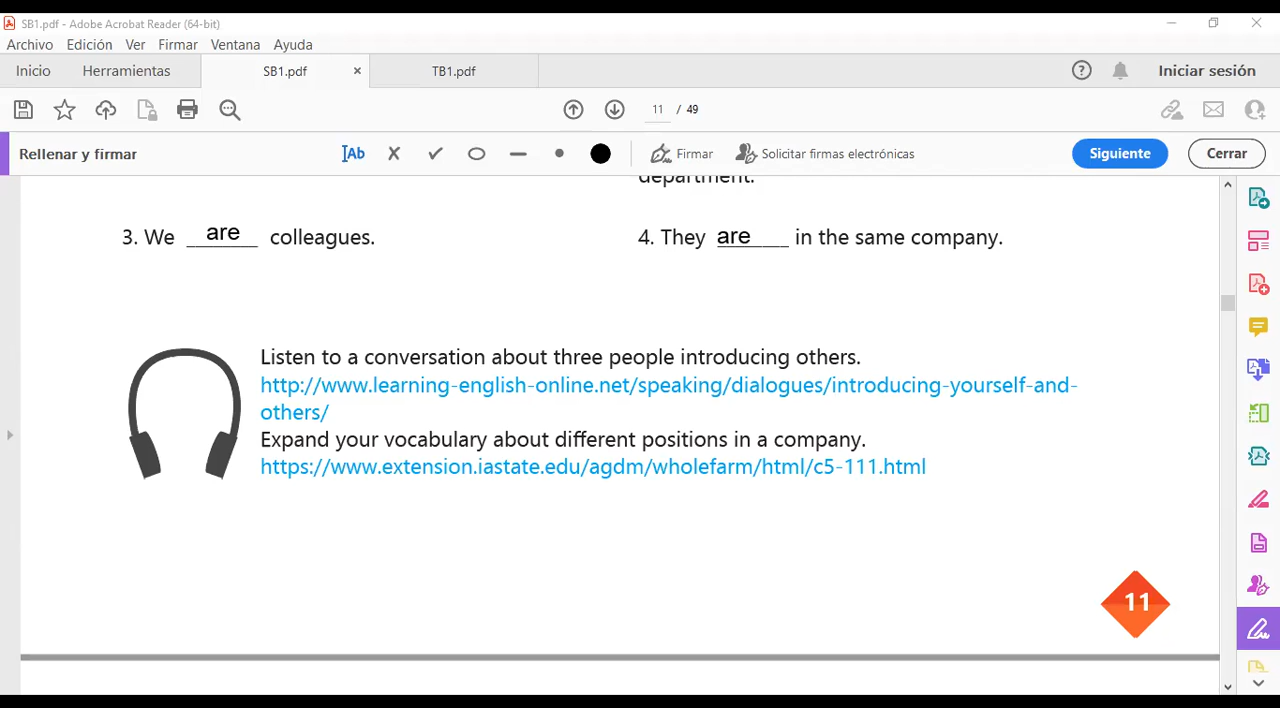 SB1.pdf - Adobe Acrobat Reader (64-bit)
Archivo Edición Ver Firmar Ventana Ayuda
Inicio Herramientas SB1.pdf × TB1.pdf Iniciar sesión
11 / 49
Rellenar y firmar Ab Firmar Solicitar firmas electrónicas Siguiente Cerrar
department.
3. We are colleagues. 4. They are in the same company.
Listen to a conversation about three people introducing others.
http://www.learning-english-online.net/speaking/dialogues/introducing-yourself-and-
others/
Expand your vocabulary about different positions in a company.
https://www.extension.iastate.edu/agdm/wholefarm/html/c5-111.html
11